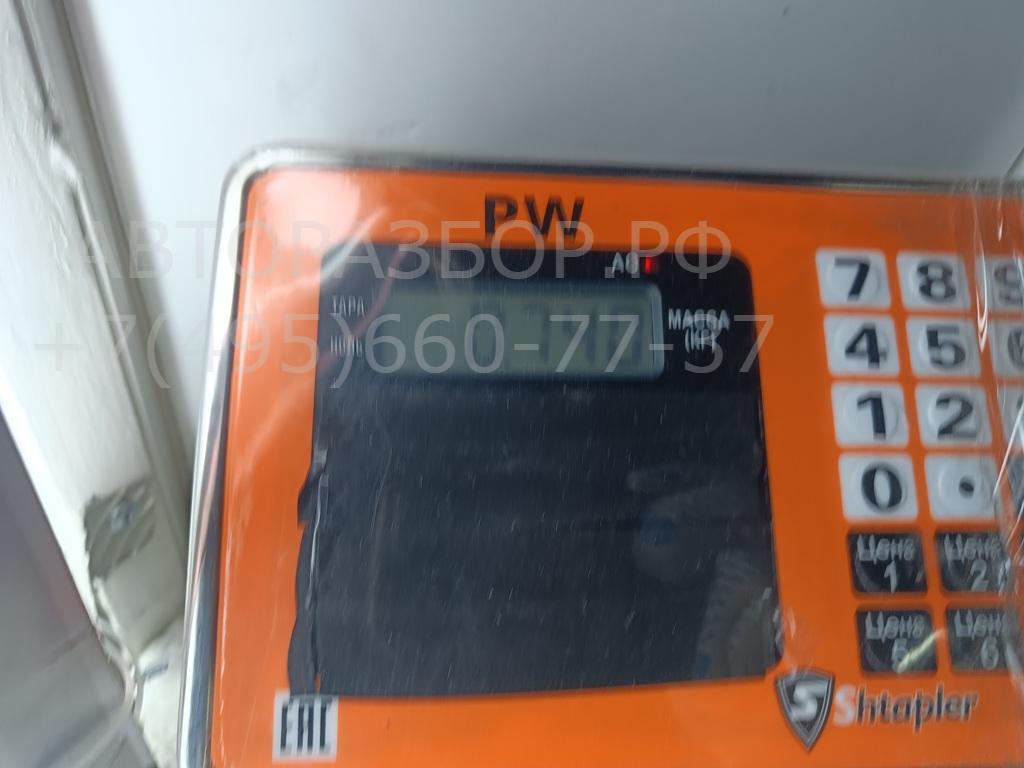 PW
АВТОРАЗБОР.РФ
ТАРА
МАССА
(КГ)
+7(495)660-77-37
7 8
4 5
1 2
0 .
Цена 1
Цена 2
Цена 5
Цена 6
Shtapler
EAC